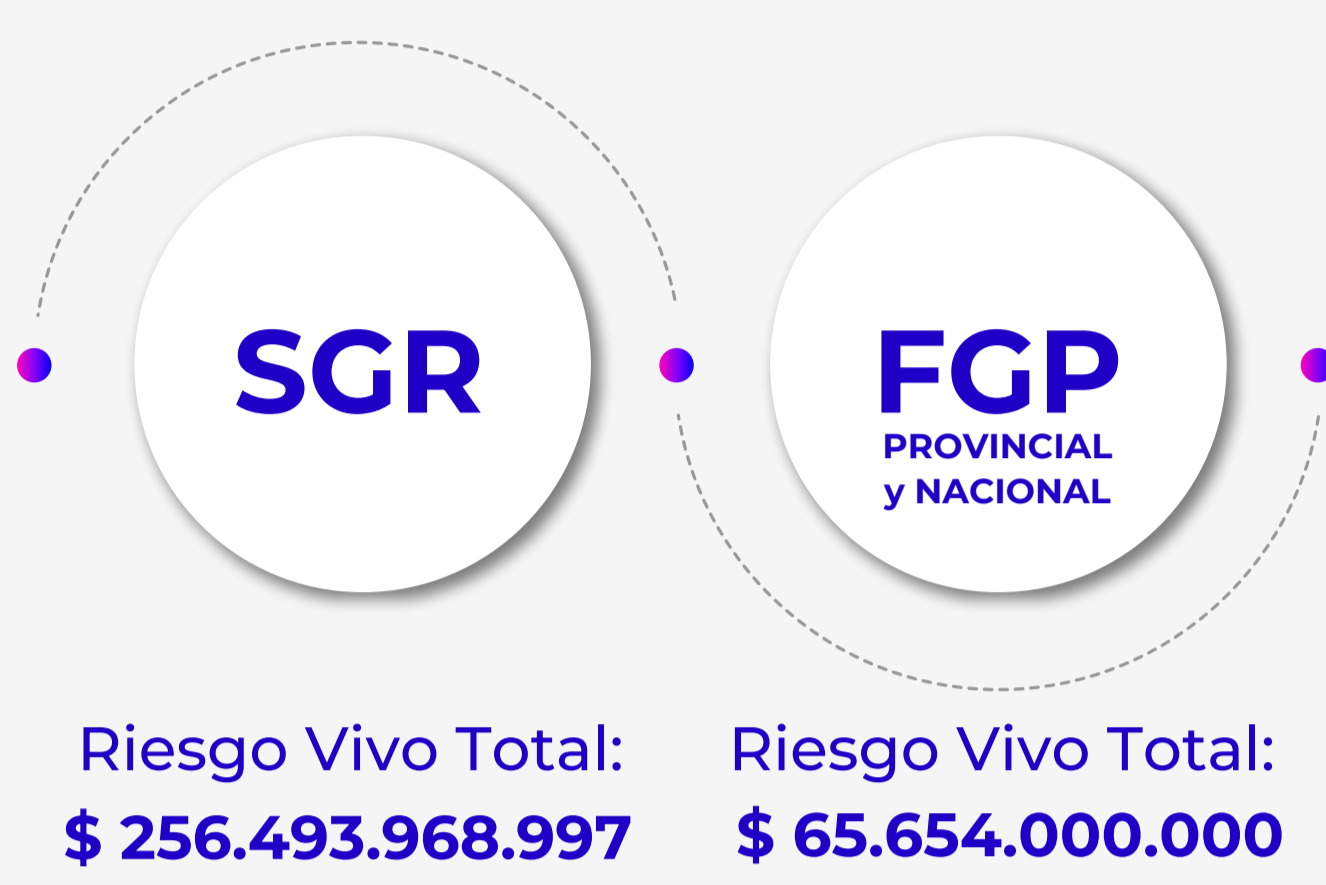 SGR
FGP
PROVINCIAL
y NACIONAL
Riesgo Vivo Total:
$ 256.493.968.997
Riesgo Vivo Total:
$ 65.654.000.000